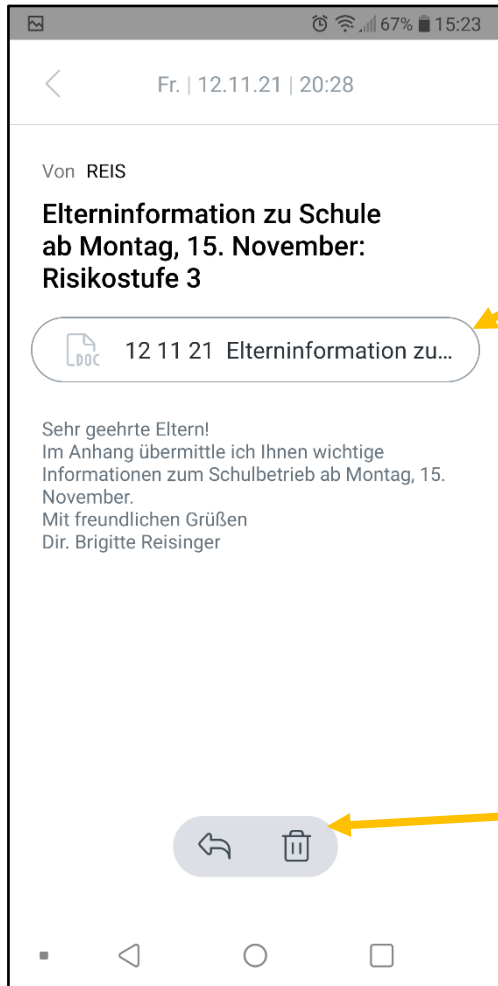 67% 15:23
Fr. | 12.11.21 | 20:28
Von REIS
Elterninformation zu Schule
ab Montag, 15. November:
Risikostufe 3
DOC 12 11 21 Elterninformation zu...
Sehr geehrte Eltern!
Im Anhang übermittle ich Ihnen wichtige
Informationen zum Schulbetrieb ab Montag, 15.
November.
Mit freundlichen Grüßen
Dir. Brigitte Reisinger